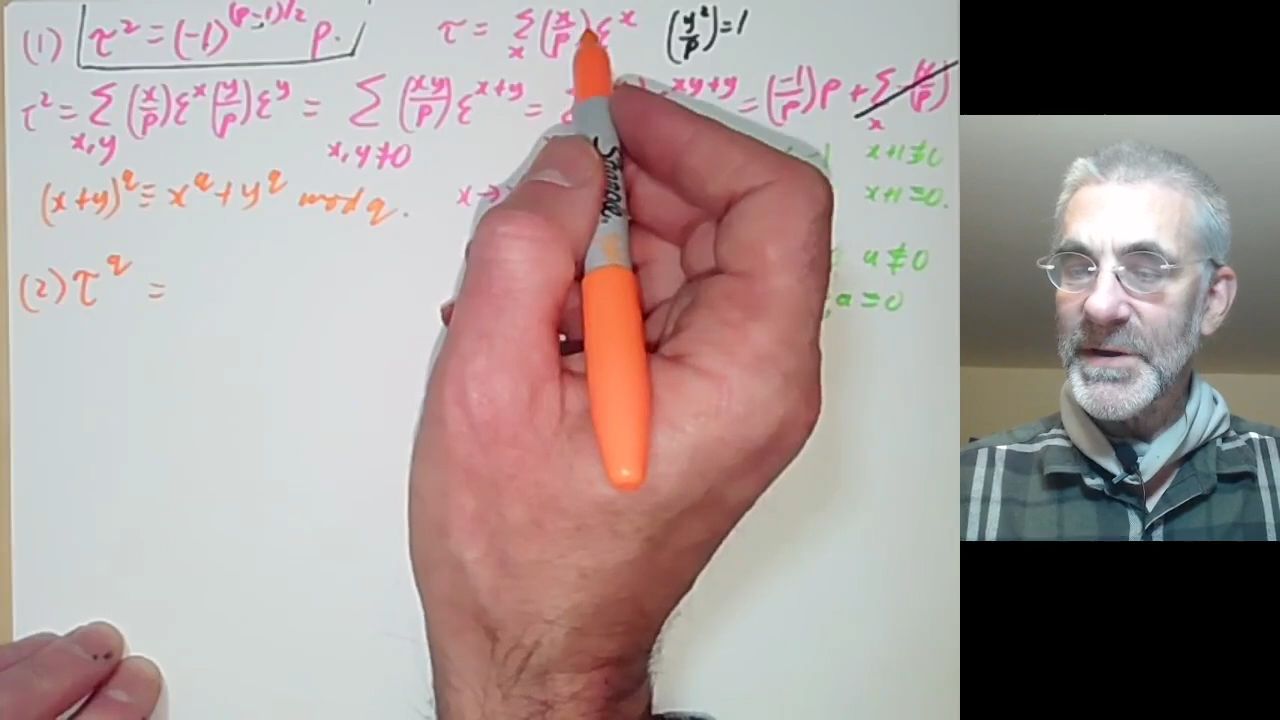 (1) τ² = (-1)^{(p-1)/2} p. τ = Σ_x (x/p) ε^x (y²/p) = 1
τ² = Σ_{x,y} (x/p) ε^x (y/p) ε^y = Σ_{x,y≠0} (xy/p) ε^{x+y} = xy+y = (-1/p) p + Σ_x
x+1≢0
(x+y)^q ≡ x^q + y^q mod q. x→ x+1≡0.
(2) τ^q = u≢0
a≡0
Sharpie